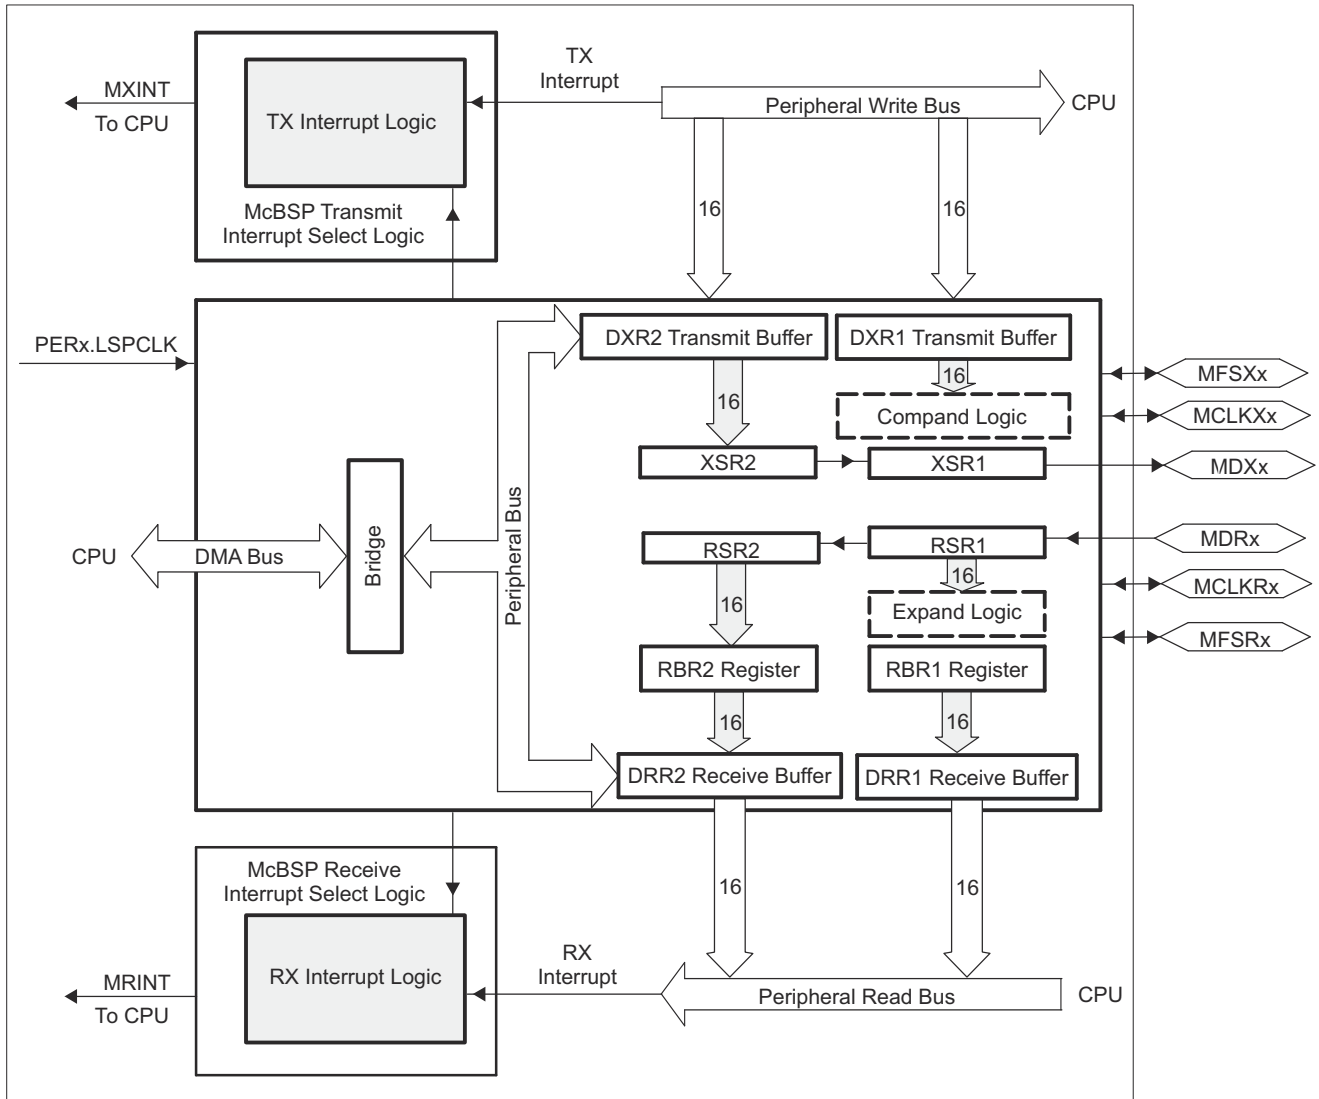 TX
Interrupt
MXINT
To CPU
TX Interrupt Logic
Peripheral Write Bus
CPU
McBSP Transmit
Interrupt Select Logic
16
16
PERx.LSPCLK
DXR2 Transmit Buffer
DXR1 Transmit Buffer
MFSXx
16
16
Compand Logic
MCLKXx
XSR2
XSR1
MDXx
Peripheral Bus
CPU
DMA Bus
Bridge
RSR2
RSR1
MDRx
16
16
MCLKRx
Expand Logic
MFSRx
RBR2 Register
RBR1 Register
16
16
DRR2 Receive Buffer
DRR1 Receive Buffer
McBSP Receive
Interrupt Select Logic
16
16
RX
Interrupt
MRINT
To CPU
RX Interrupt Logic
Peripheral Read Bus
CPU